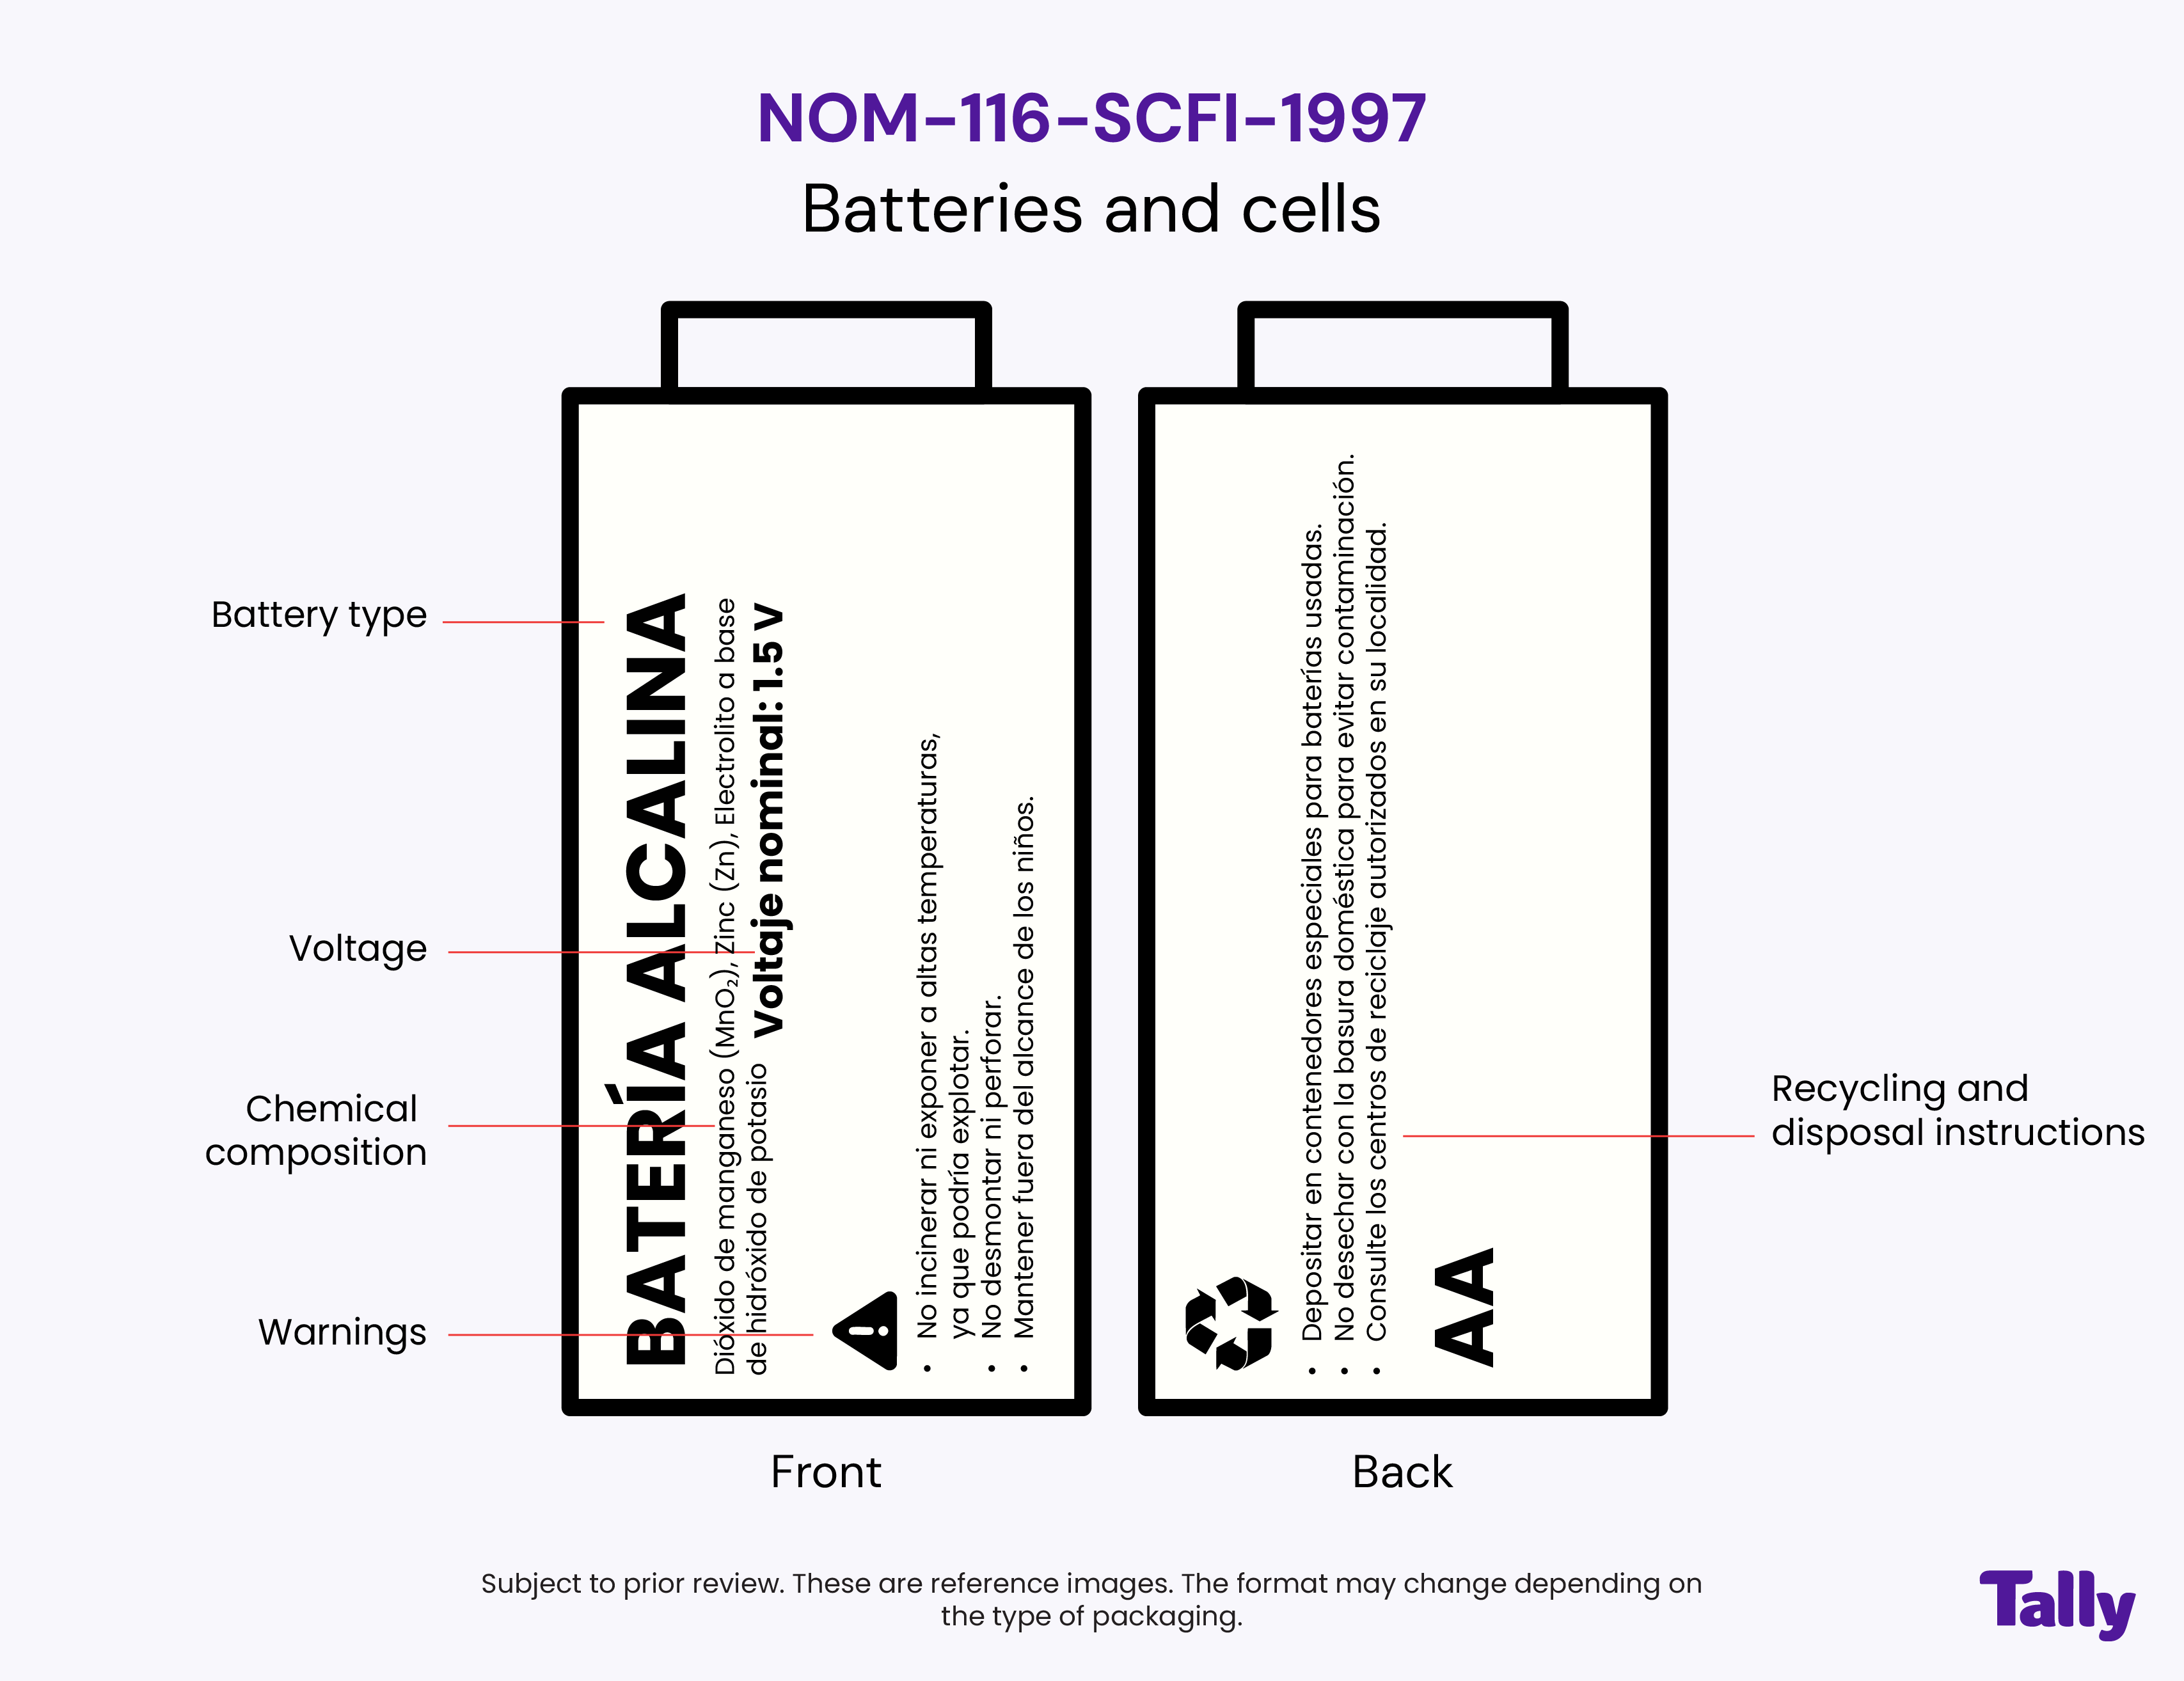 NOM-116-SCFI-1997
Batteries and cells
Battery type
Voltage
Chemical
composition
Warnings
BATERÍA ALCALINA
Dióxido de manganeso (MnO₂), Zinc (Zn), Electrolito a base
de hidróxido de potasio
Voltaje nominal: 1.5 V
• No incinerar ni exponer a altas temperaturas,
ya que podría explotar.
• No desmontar ni perforar.
• Mantener fuera del alcance de los niños.
• Depositar en contenedores especiales para baterías usadas.
• No desechar con la basura doméstica para evitar contaminación.
• Consulte los centros de reciclaje autorizados en su localidad.
AA
Recycling and
disposal instructions
Front
Back
Subject to prior review. These are reference images. The format may change depending on
the type of packaging.
Tally